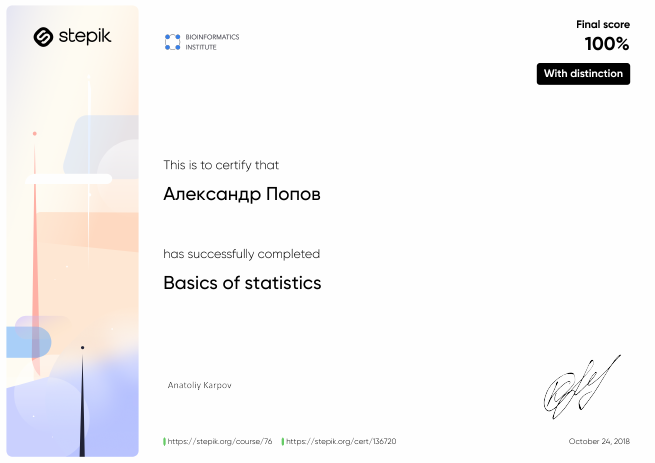 stepik
BIOINFORMATICS
INSTITUTE
Final score
100%
With distinction
This is to certify that
Александр Попов
has successfully completed
Basics of statistics
Anatoliy Karpov
https://stepik.org/course/76 https://stepik.org/cert/136720
October 24, 2018